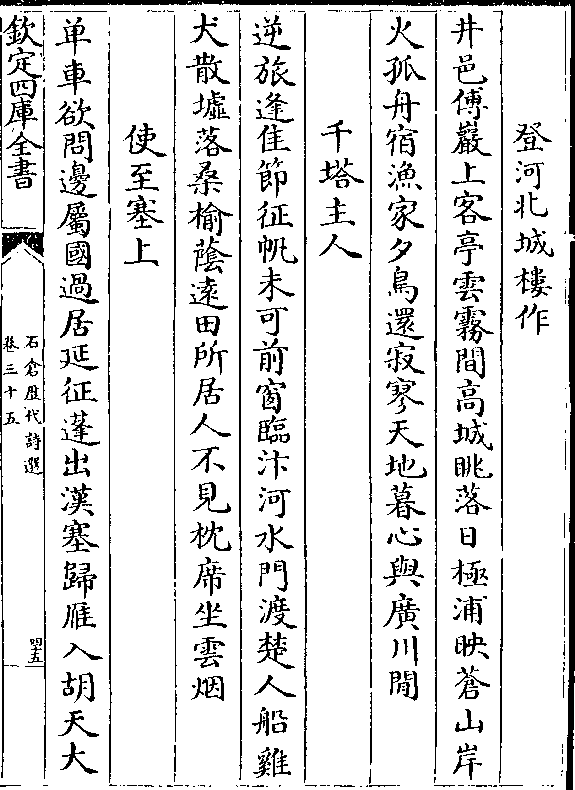 登河北城樓作
井邑傅巖上客亭雲霧間高城眺落日極浦映蒼山岸
火孤舟宿漁家夕鳥還寂寥天地暮心與廣川閒
千塔主人
逆旅逢佳節征帆未可前窗臨汴河水門渡楚人船雞
犬散墟落桑榆蔭遠田所居人不見枕席坐雲烟
使至塞上
单車欲問邊屬國過居延征蓬出漢塞歸雁入胡天大
欽定四庫全書
石倉歷代詩選
卷三十五